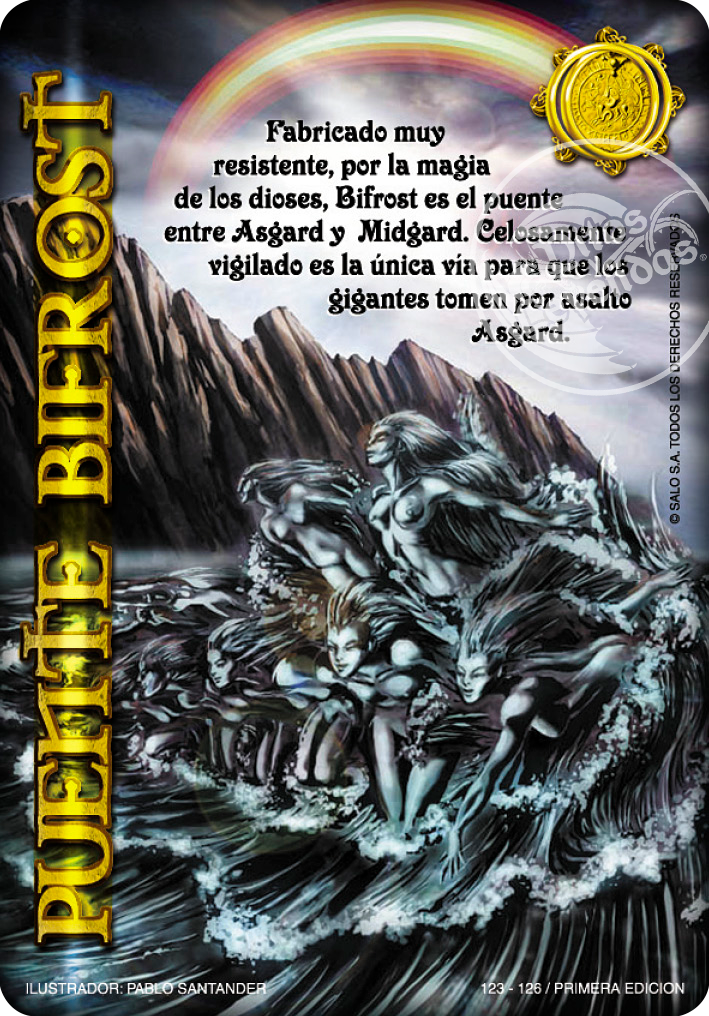 PUENTE BIFROST
Fabricado muy
resistente, por la magia
de los dioses, Bifrost es el puente
entre Asgard y Midgard. Celosamente
vigilado es la única vía para que los
gigantes tomen por asalto
Asgard.
Mitos
Leyendas®
© SALO S.A. TODOS LOS DERECHOS RESERVADOS
ILUSTRADOR: PABLO SANTANDER
123 - 126 / PRIMERA EDICION